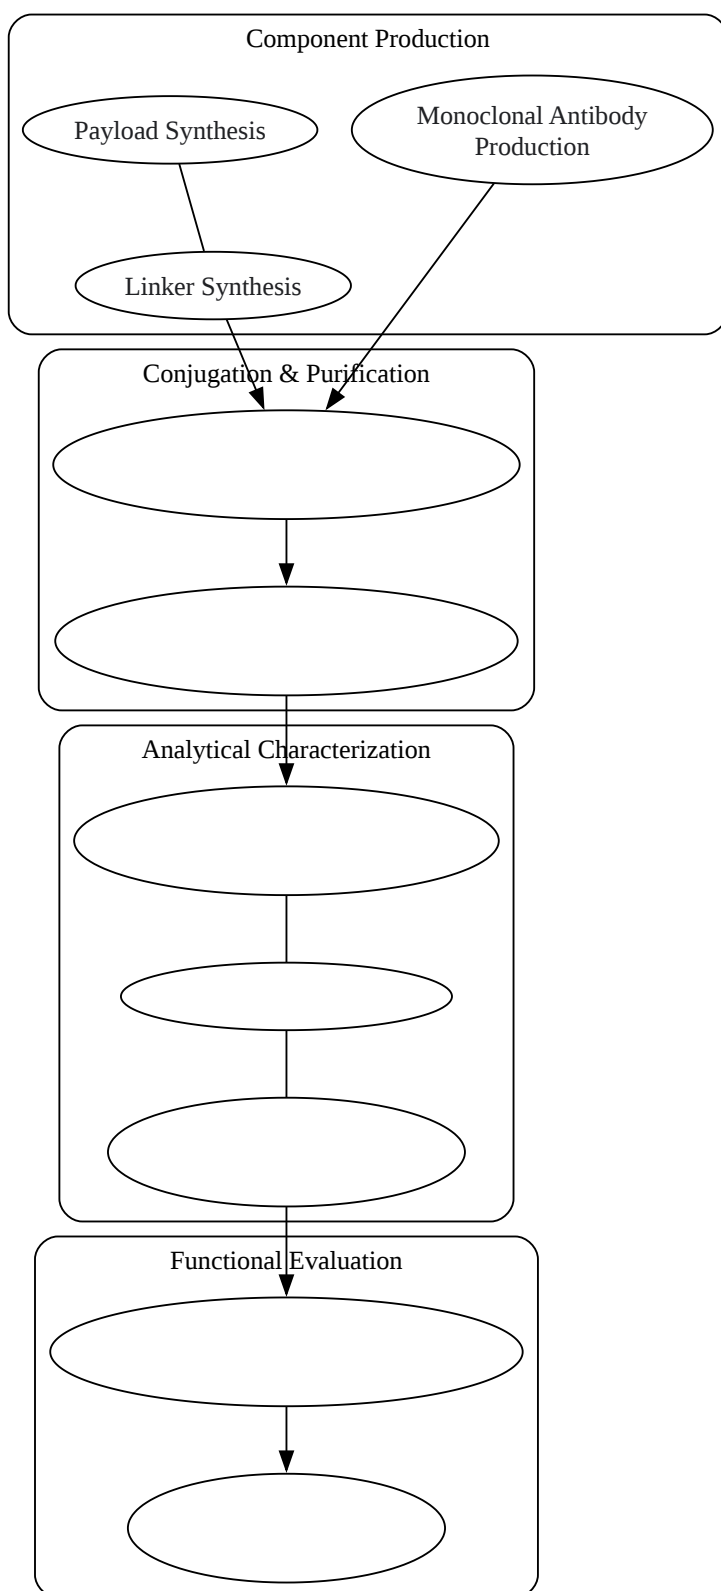 Component Production
Payload Synthesis
Monoclonal Antibody
Production
Linker Synthesis
Conjugation & Purification
Analytical Characterization
Functional Evaluation